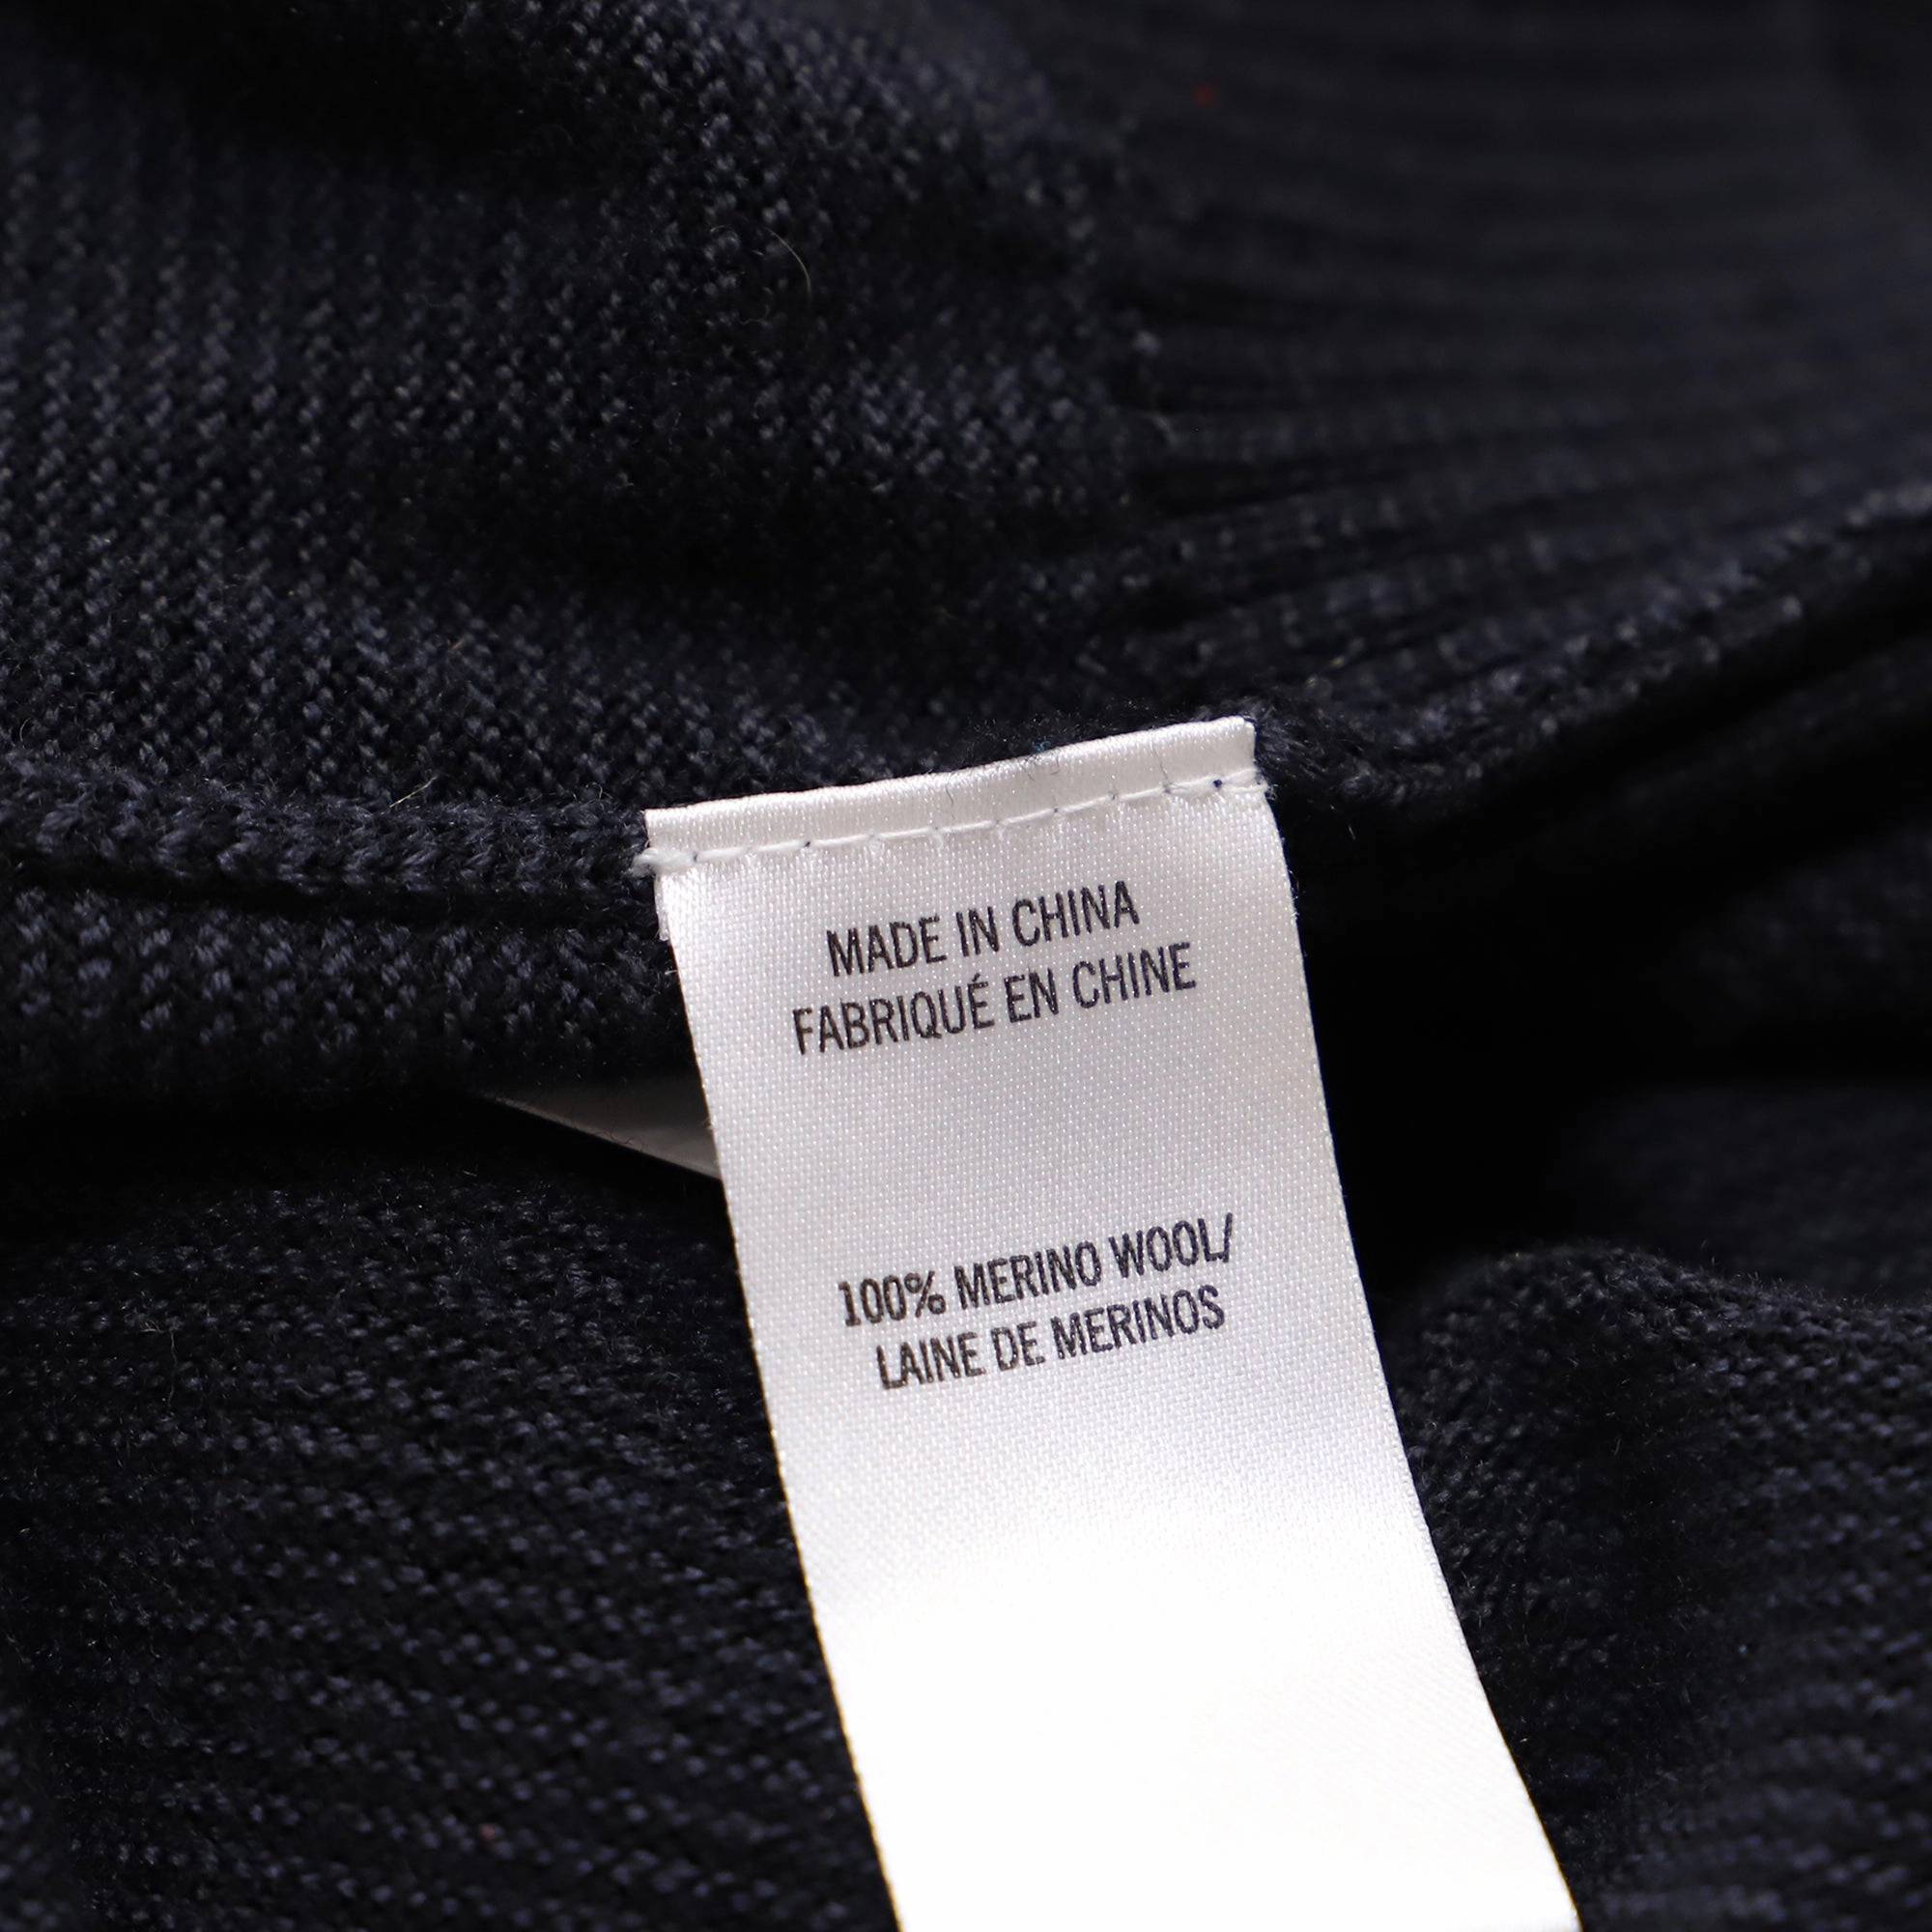 MADE IN CHINA
FABRIQUÉ EN CHINE
100% MERINO WOOL/
LAINE DE MERINOS